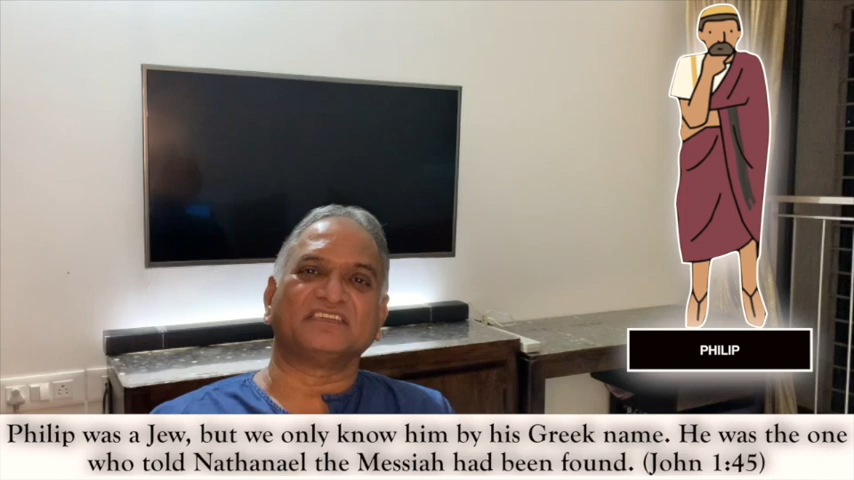 PHILIP
Philip was a Jew, but we only know him by his Greek name. He was the one
who told Nathanael the Messiah had been found. (John 1:45)